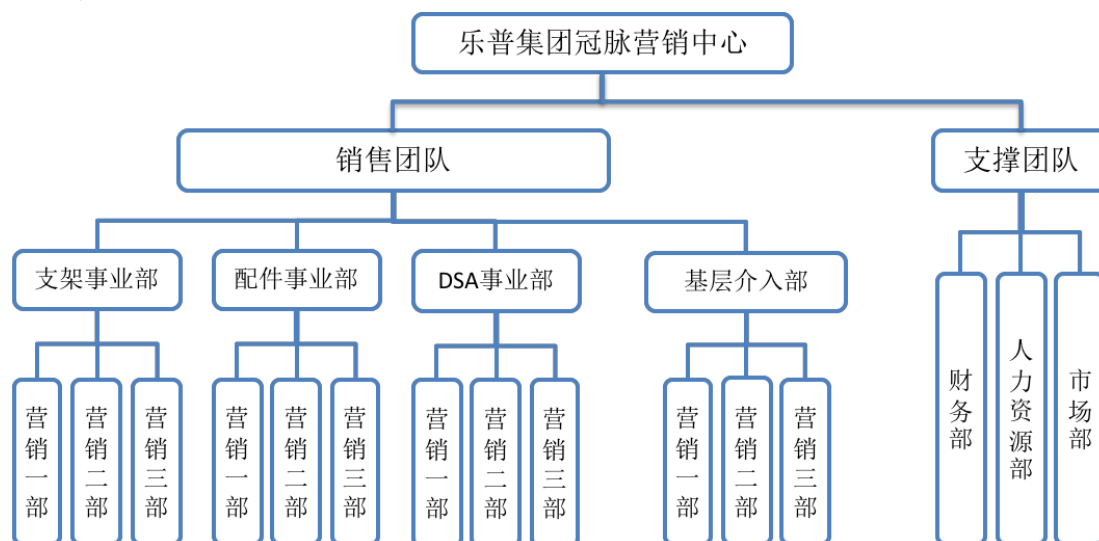 乐普集团冠脉营销中心
销售团队
支撑团队
支架事业部
配件事业部
DSA事业部
基层介入部
营销一部
营销二部
营销三部
营销一部
营销二部
营销三部
营销一部
营销二部
营销三部
营销一部
营销二部
营销三部
财务部
人力资源部
市场部